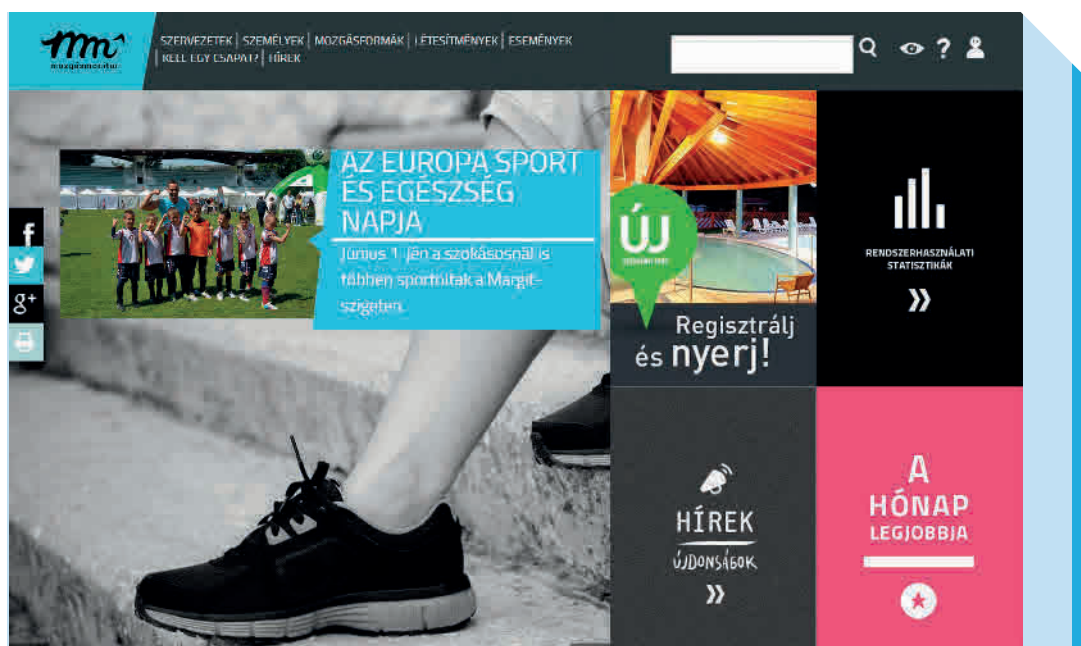 mm
SZERVEZETEK | SZEMÉLYEK | MOZGÁSFORMÁK | LÉTESÍTMÉNYEK | ESEMÉNYEK
| KELL EGY CSAPAT? | HÍREK
?
f
g+
AZ EURÓPA SPORT
ÉS EGÉSZSÉG
NAPJA
Június 1-jén a szokásosnál is
többen sportoltak a Margit-
szigeten.
ÚJ
Regisztrálj
és nyerj!
RENDSZERHASZNÁLATI
STATISZTIKÁK
HÍREK
ÚJDONSÁGOK
A
HÓNAP
LEGJOBBJA